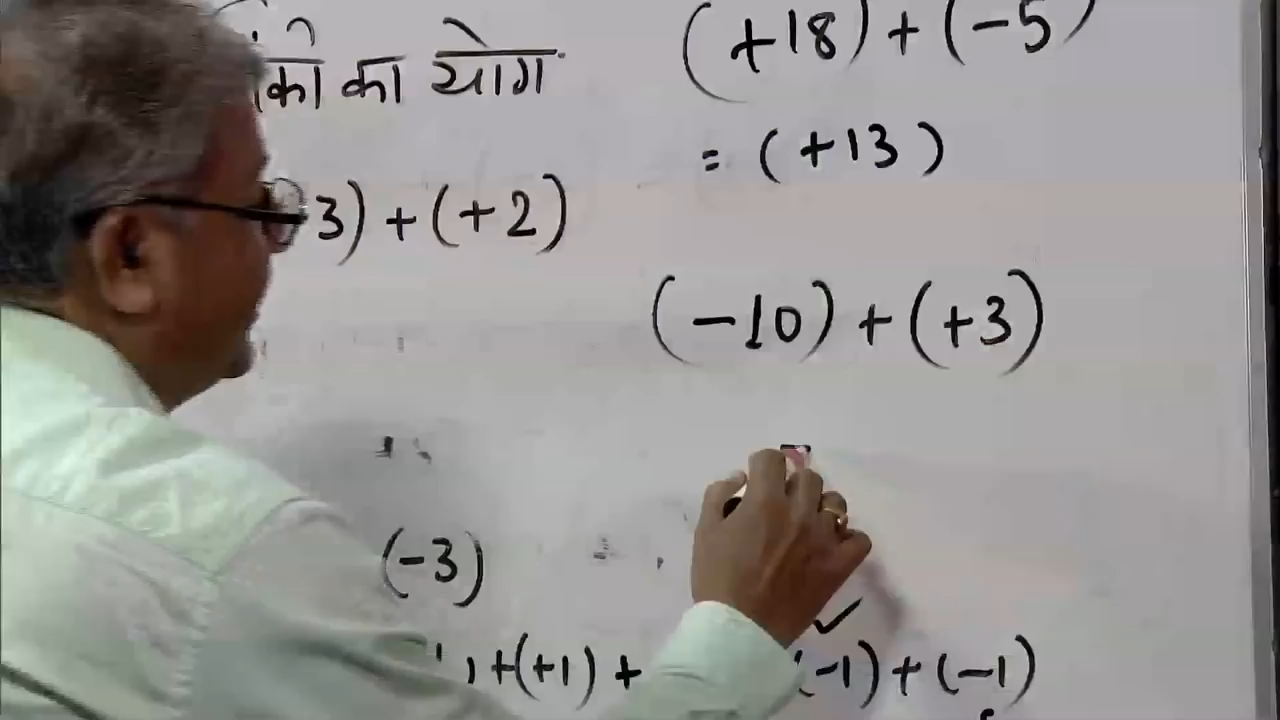 का योग
3) + (+2)
(-3)
+(+1) +
(+18) + (-5)
= (+13)
(-10) + (+3)
(-1) + (-1)